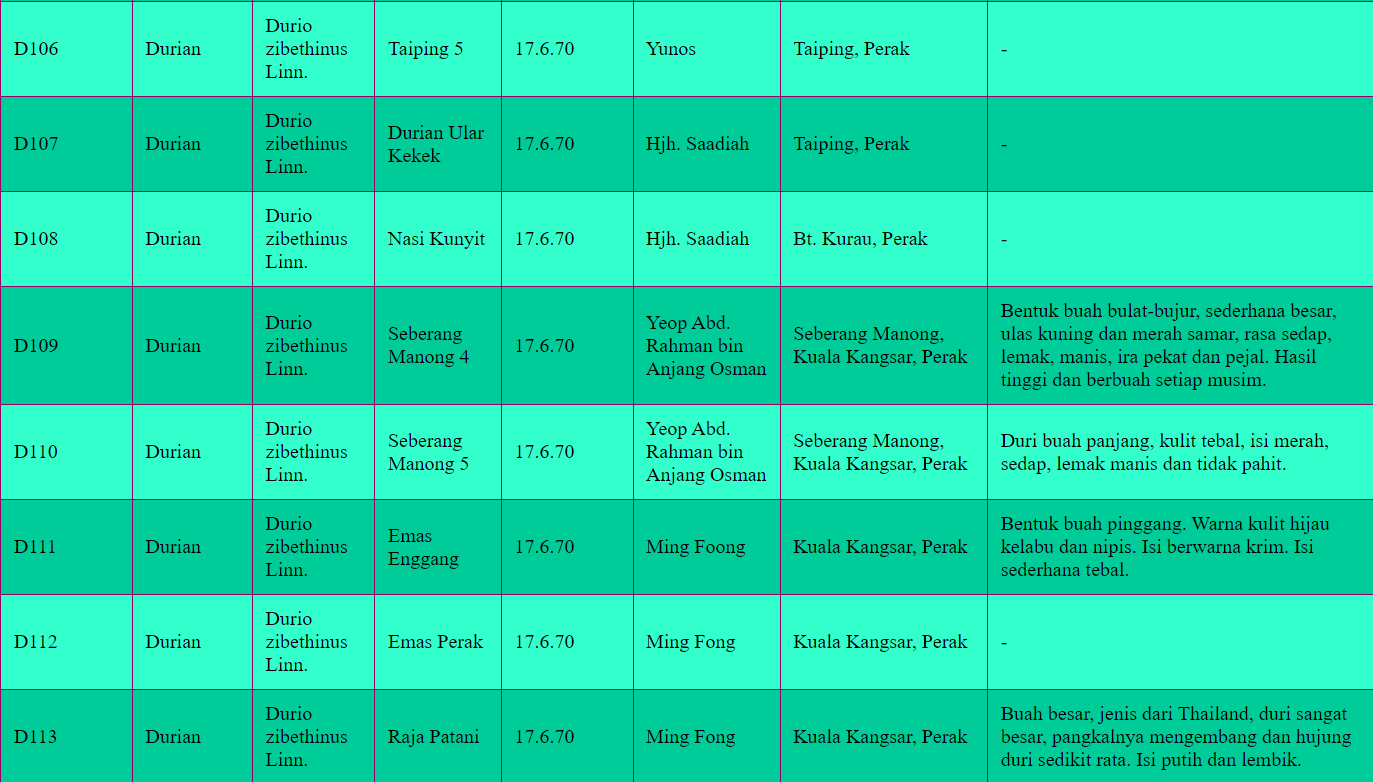 D106 Durian Durio zibethinus Linn. Taiping 5 17.6.70 Yunos Taiping, Perak -
D107 Durian Durio zibethinus Linn. Durian Ular Kekek 17.6.70 Hjh. Saadiah Taiping, Perak -
D108 Durian Durio zibethinus Linn. Nasi Kunyit 17.6.70 Hjh. Saadiah Bt. Kurau, Perak -
D109
Durian
Durio
zibethinus
Linn.
Seberang
Manong 4
17.6.70
Yeop Abd.
Rahman bin
Anjang Osman
Seberang Manong,
Kuala Kangsar, Perak
Bentuk buah bulat-bujur, sederhana besar,
ulas kuning dan merah samar, rasa sedap,
lemak, manis, ira pekat dan pejal. Hasil
tinggi dan berbuah setiap musim.
D110
Durian
Durio
zibethinus
Linn.
Seberang
Manong 5
17.6.70
Yeop Abd.
Rahman bin
Anjang Osman
Seberang Manong,
Kuala Kangsar, Perak
Duri buah panjang, kulit tebal, isi merah,
sedap, lemak manis dan tidak pahit.
D111
Durian
Durio
zibethinus
Linn.
Emas
Enggang
17.6.70
Ming Foong
Kuala Kangsar, Perak
Bentuk buah pinggang. Warna kulit hijau
kelabu dan nipis. Isi berwarna krim. Isi
sederhana tebal.
D112
Durian
Durio
zibethinus
Linn.
Emas Perak
17.6.70
Ming Fong
Kuala Kangsar, Perak
-
D113
Durian
Durio
zibethinus
Linn.
Raja Patani
17.6.70
Ming Fong
Kuala Kangsar, Perak
Buah besar, jenis dari Thailand, duri sangat
besar, pangkalnya mengembang dan hujung
duri sedikit rata. Isi putih dan lembik.